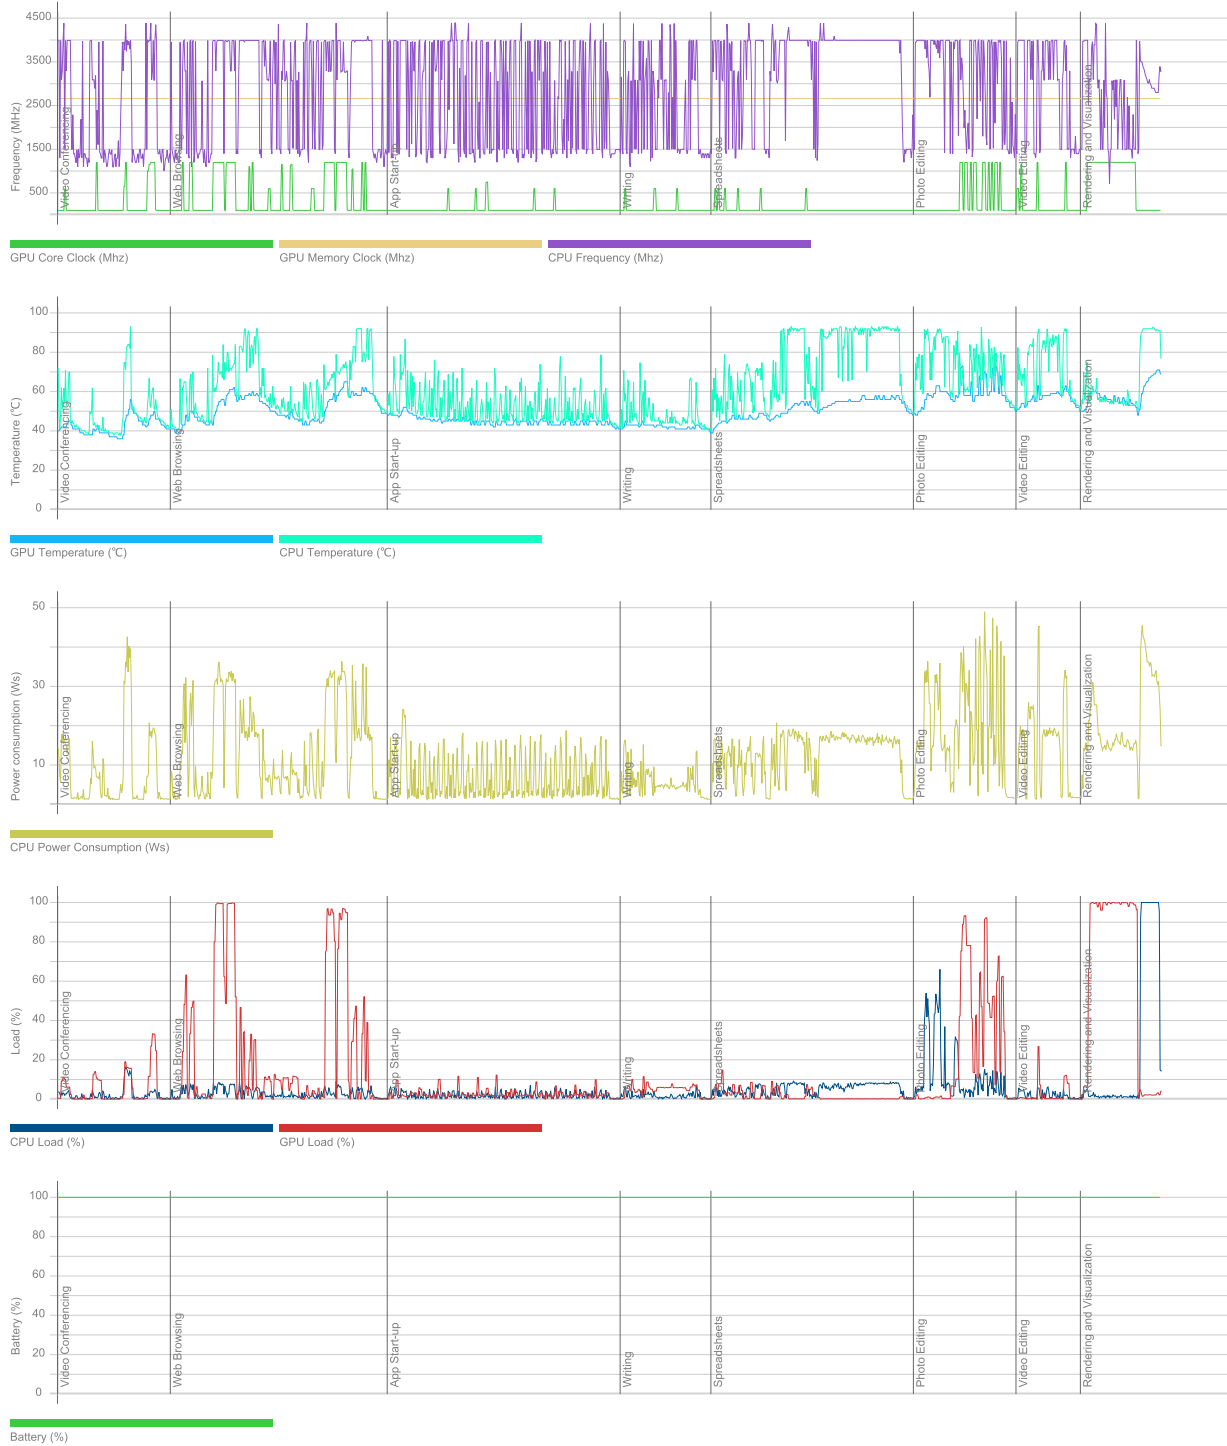 4500
3500
2500
1500
500
Frequency (MHz)
Video Conferencing
Web Browsing
App Start-up
Writing
Spreadsheets
Photo Editing
Video Editing
Rendering and Visualization
GPU Core Clock (Mhz)
GPU Memory Clock (Mhz)
CPU Frequency (Mhz)
100
80
60
40
20
0
Temperature (°C)
Video Conferencing
Web Browsing
App Start-up
Writing
Spreadsheets
Photo Editing
Video Editing
Rendering and Visualization
GPU Temperature (°C)
CPU Temperature (°C)
50
30
10
Power consumption (Ws)
Video Conferencing
Web Browsing
App Start-up
Writing
Spreadsheets
Photo Editing
Video Editing
Rendering and Visualization
CPU Power Consumption (Ws)
100
80
60
40
20
0
Load (%)
Video Conferencing
Web Browsing
App Start-up
Writing
Spreadsheets
Photo Editing
Video Editing
Rendering and Visualization
CPU Load (%)
GPU Load (%)
100
80
60
40
20
0
Battery (%)
Video Conferencing
Web Browsing
App Start-up
Writing
Spreadsheets
Photo Editing
Video Editing
Rendering and Visualization
Battery (%)